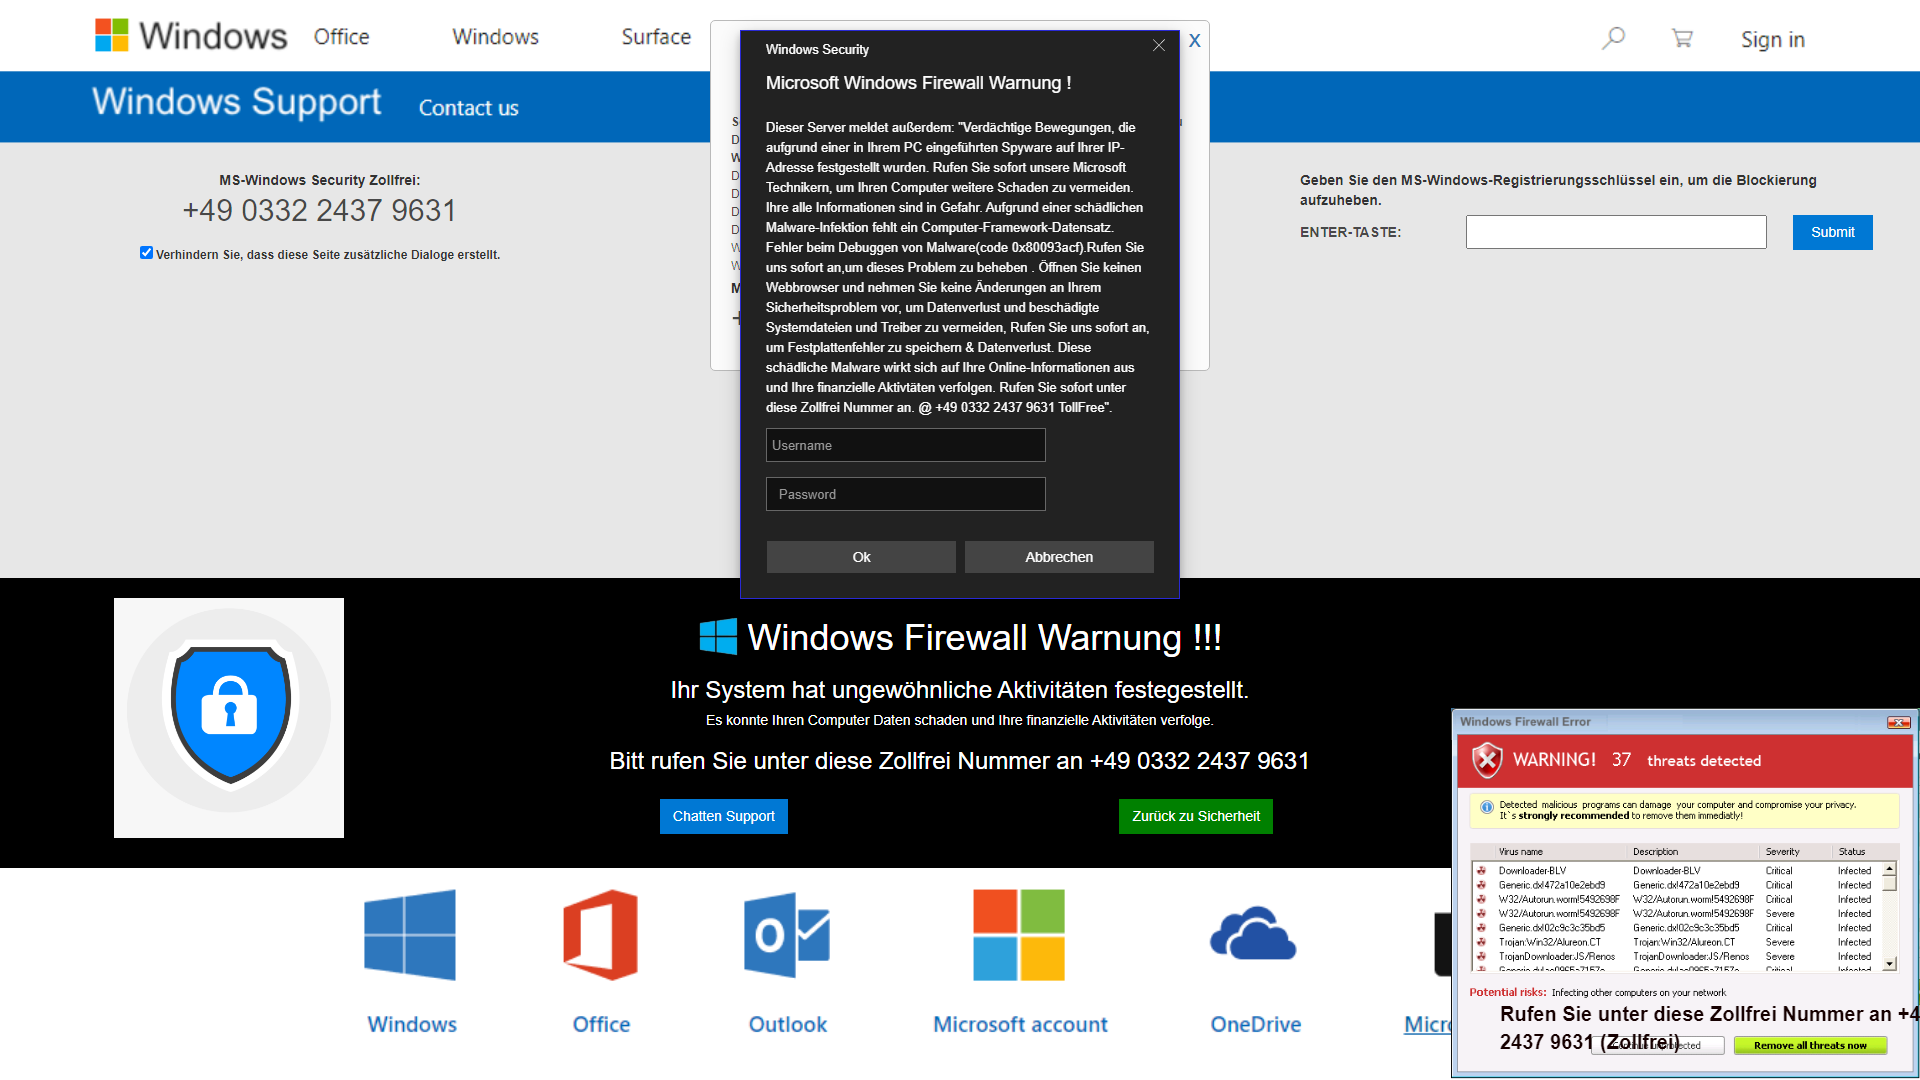 Windows
Office
Windows
Surface
Sign in
Windows Support
Contact us
MS-Windows Security Zollfrei:
+49 0332 2437 9631
Verhindern Sie, dass diese Seite zusätzliche Dialoge erstellt.
X
Windows Security
Microsoft Windows Firewall Warnung !
Dieser Server meldet außerdem: "Verdächtige Bewegungen, die
aufgrund einer in Ihrem PC eingeführten Spyware auf Ihrer IP-
Adresse festgestellt wurden. Rufen Sie sofort unsere Microsoft
Technikern, um Ihren Computer weitere Schaden zu vermeiden.
Ihre alle Informationen sind in Gefahr. Aufgrund einer schädlichen
Malware-Infektion fehlt ein Computer-Framework-Datensatz.
Fehler beim Debuggen von Malware(code 0x80093acf).Rufen Sie
uns sofort an,um dieses Problem zu beheben . Öffnen Sie keinen
Webbrowser und nehmen Sie keine Änderungen an Ihrem
Sicherheitsproblem vor, um Datenverlust und beschädigte
Systemdateien und Treiber zu vermeiden, Rufen Sie uns sofort an,
um Festplattenfehler zu speichern & Datenverlust. Diese
schädliche Malware wirkt sich auf Ihre Online-Informationen aus
und Ihre finanzielle Aktivtäten verfolgen. Rufen Sie sofort unter
diese Zollfrei Nummer an. @ +49 0332 2437 9631 TollFree".
Username
Password
Ok
Abbrechen
Geben Sie den MS-Windows-Registrierungsschlüssel ein, um die Blockierung
aufzuheben.
ENTER-TASTE:
Submit
Windows Firewall Warnung !!!
Ihr System hat ungewöhnliche Aktivitäten festegestellt.
Es konnte Ihren Computer Daten schaden und Ihre finanzielle Aktivitäten verfolge.
Bitt rufen Sie unter diese Zollfrei Nummer an +49 0332 2437 9631
Chatten Support
Zurück zu Sicherheit
Windows
Office
Outlook
Microsoft account
OneDrive
Windows Firewall Error
WARNING! 37 threats detected
Detected malicious programs can damage your computer and compromise your privacy.
It`s strongly recommended to remove them immediatly!
Virus name Description Severity Status
Downloader-BLV Downloader-BLV Critical Infected
Generic.dx!472a10e2ebd9 Generic.dx!472a10e2ebd9 Critical Infected
W32/Autorun.worm!5492698F W32/Autorun.worm!5492698F Critical Infected
W32/Autorun.worm!5492698F W32/Autorun.worm!5492698F Severe Infected
Generic.dx!02c9c3c35bd5 Generic.dx!02c9c3c35bd5 Critical Infected
Trojan:Win32/Alureon.CT Trojan:Win32/Alureon.CT Severe Infected
TrojanDownloader:JS/Renos TrojanDownloader:JS/Renos Severe Infected
Potential risks: Infecting other computers on your network
Rufen Sie unter diese Zollfrei Nummer an +4
2437 9631 (Zollfrei)
Remove all threats now